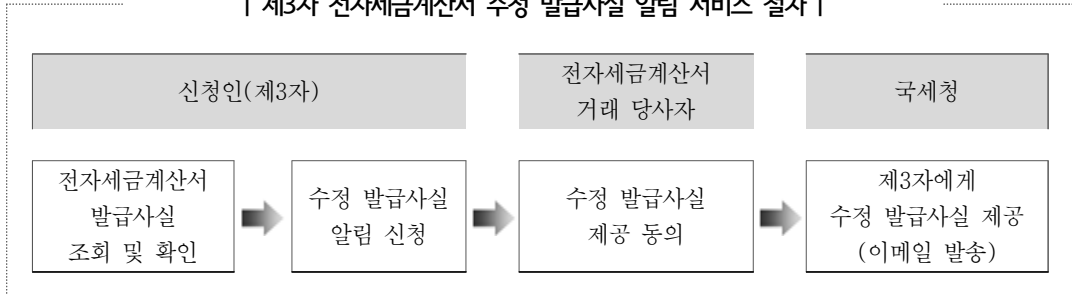 | 제3자 전자세금계산서 수정 발급사실 알림 서비스 절차 |
신청인(제3자)
전자세금계산서
거래 당사자
국세청
전자세금계산서
발급사실
조회 및 확인
수정 발급사실
알림 신청
수정 발급사실
제공 동의
제3자에게
수정 발급사실 제공
(이메일 발송)